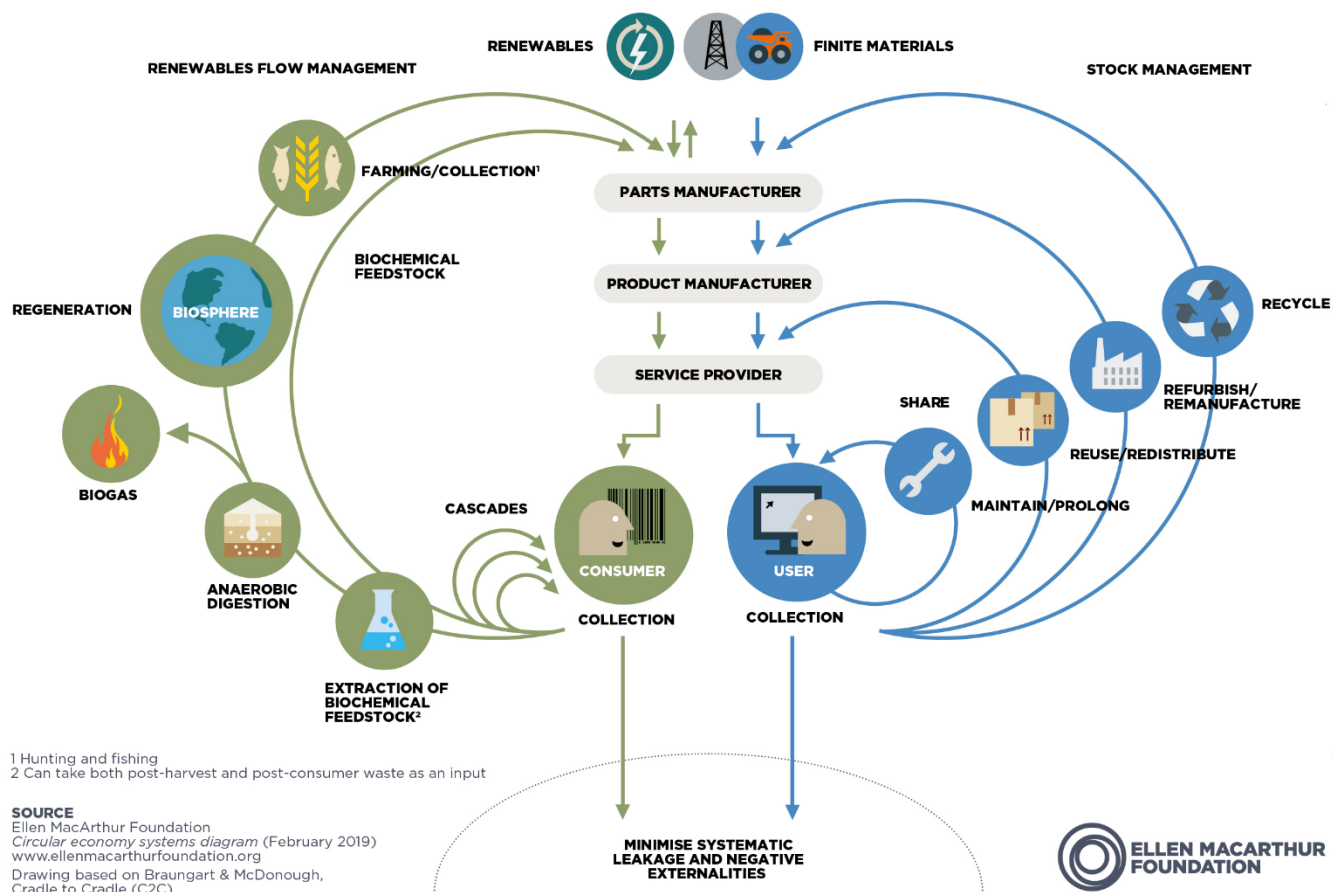 RENEWABLES
FINITE MATERIALS
RENEWABLES FLOW MANAGEMENT
STOCK MANAGEMENT
FARMING/COLLECTION¹
PARTS MANUFACTURER
BIOCHEMICAL
FEEDSTOCK
PRODUCT MANUFACTURER
REGENERATION
BIOSPHERE
RECYCLE
SERVICE PROVIDER
SHARE
REFURBISH/
REMANUFACTURE
REUSE/REDISTRIBUTE
BIOGAS
CASCADES
MAINTAIN/PROLONG
CONSUMER
USER
ANAEROBIC
DIGESTION
COLLECTION
COLLECTION
EXTRACTION OF
BIOCHEMICAL
FEEDSTOCK²
1 Hunting and fishing
2 Can take both post-harvest and post-consumer waste as an input
SOURCE
Ellen MacArthur Foundation
Circular economy systems diagram (February 2019)
www.ellenmacarthurfoundation.org
Drawing based on Braungart & McDonough,
Cradle to Cradle (C2C)
MINIMISE SYSTEMATIC
LEAKAGE AND NEGATIVE
EXTERNALITIES
ELLEN MACARTHUR
FOUNDATION